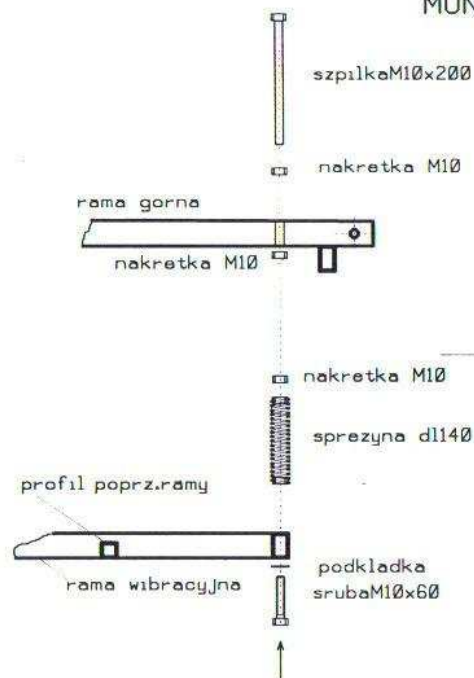 szpilkaM10x200
nakretka M10
rama gorna
nakretka M10
nakretka M10
sprezyna dl140
profil poprz.ramy
rama wibracyjna
podkladka
srubaM10x60